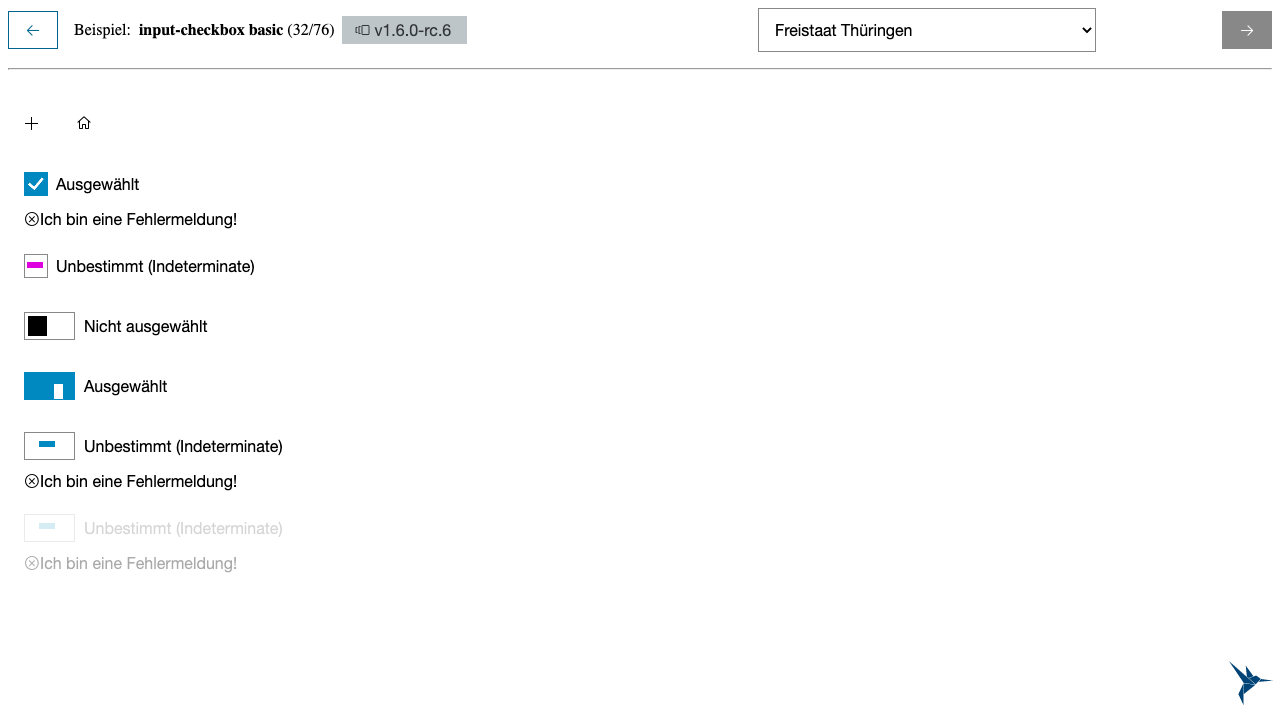 Beispiel: input-checkbox basic (32/76) v1.6.0-rc.6 Freistaat Thüringen
Ausgewählt
Ich bin eine Fehlermeldung!
Unbestimmt (Indeterminate)
Nicht ausgewählt
Ausgewählt
Unbestimmt (Indeterminate)
Ich bin eine Fehlermeldung!
Unbestimmt (Indeterminate)
Ich bin eine Fehlermeldung!